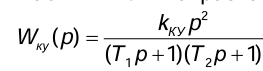 W_ку(p) = k_КУ p² / ((T₁p+1)(T₂p+1))